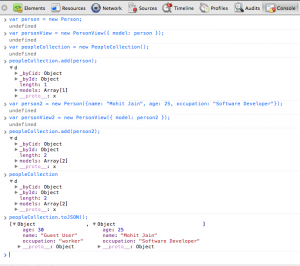 Elements Resources Network Sources Timeline Profiles Audits Console
> var person = new Person;
undefined
> var personView = new PersonView({ model: person });
undefined
> var peopleCollection = new PeopleCollection();
undefined
> peopleCollection.add(person);
▼d
▶ _byCid: Object
▶ _byId: Object
length: 1
▶ models: Array[1]
▶ __proto__: x
> var person2 = new Person({name: "Mohit Jain", age: 25, occupation: "Software Developer"});
undefined
> var personView2 = new PersonView({ model: person2 });
undefined
> peopleCollection.add(person2);
▼d
▶ _byCid: Object
▶ _byId: Object
length: 2
▶ models: Array[2]
▶ __proto__: x
> peopleCollection
▼d
▶ _byCid: Object
▶ _byId: Object
length: 2
▶ models: Array[2]
▶ __proto__: x
> peopleCollection.toJSON();
[▼Object , ▼Object ]
age: 30 age: 25
name: "Guest User" name: "Mohit Jain"
occupation: "worker" occupation: "Software Developer"
▶ __proto__: Object ▶ __proto__: Object
>